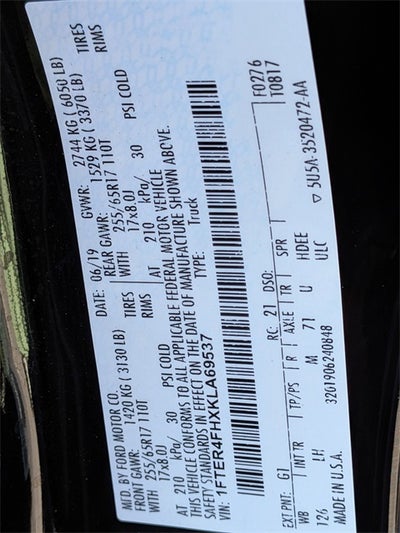 MFD. BY FORD MOTOR CO.
DATE: 06/19 GVWR: 2744 KG ( 6050 LB)
FRONT GAWR: 1420 KG ( 3130 LB) REAR GAWR: 1529 KG ( 3370 LB)
WITH 255/65R17 110T TIRES WITH 255/65R17 110T TIRES
17x8.0J RIMS 17x8.0J RIMS
AT 210 kPa/ 30 PSI COLD AT 210 kPa/ 30 PSI COLD
THIS VEHICLE CONFORMS TO ALL APPLICABLE FEDERAL MOTOR VEHICLE
SAFETY STANDARDS IN EFFECT ON THE DATE OF MANUFACTURE SHOWN ABOVE.
VIN: 1FTER4FHXKLA69537 TYPE: Truck
F0276
T0817
EXT PNT: G1 RC: 21 DSO:
WB INT TR TP/PS R AXLE TR SPR
126 LH M 71 U HDEE
ULC
MADE IN U.S.A. 3201906240848
▽ 5U5A-3520472-AA